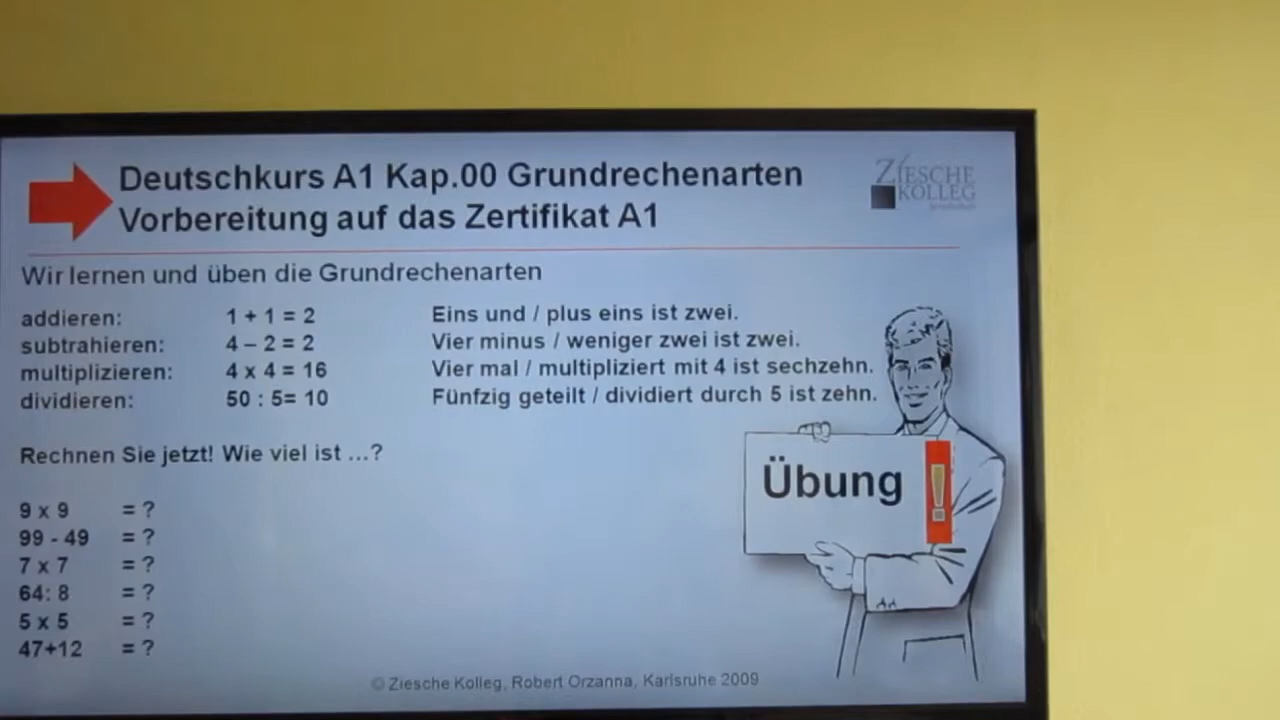 Deutschkurs A1 Kap.00 Grundrechenarten
Vorbereitung auf das Zertifikat A1
ZIESCHE
KOLLEG
Wir lernen und üben die Grundrechenarten
addieren: 1 + 1 = 2 Eins und / plus eins ist zwei.
subtrahieren: 4 – 2 = 2 Vier minus / weniger zwei ist zwei.
multiplizieren: 4 x 4 = 16 Vier mal / multipliziert mit 4 ist sechzehn.
dividieren: 50 : 5= 10 Fünfzig geteilt / dividiert durch 5 ist zehn.
Rechnen Sie jetzt! Wie viel ist ...?
Übung !
9 x 9 = ?
99 - 49 = ?
7 x 7 = ?
64: 8 = ?
5 x 5 = ?
47+12 = ?
© Ziesche Kolleg, Robert Orzanna, Karlsruhe 2009